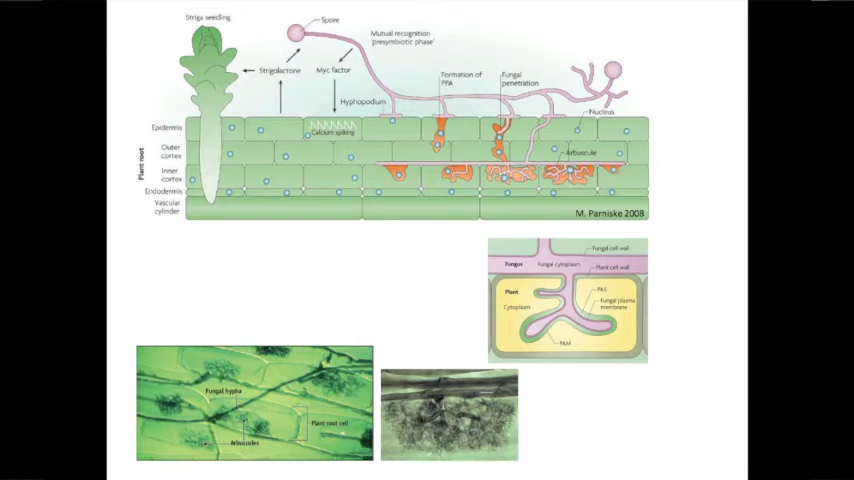 Striga seedling
Spore
Mutual recognition
'presymbiotic phase'
Strigolactone
Myc factor
Formation of
PPA
Fungal
penetration
Hyphopodium
Nucleus
Epidermis
Calcium spiking
Outer
cortex
Arbuscule
Plant root
Inner
cortex
Endodermis
Vascular
cylinder
M. Parniske 2008
Fungal cell wall
Fungus
Fungal cytoplasm
Plant cell wall
Plant
PAS
Cytoplasm
Fungal plasma
membrane
PAM
Fungal hypha
Plant root cell
Arbuscules